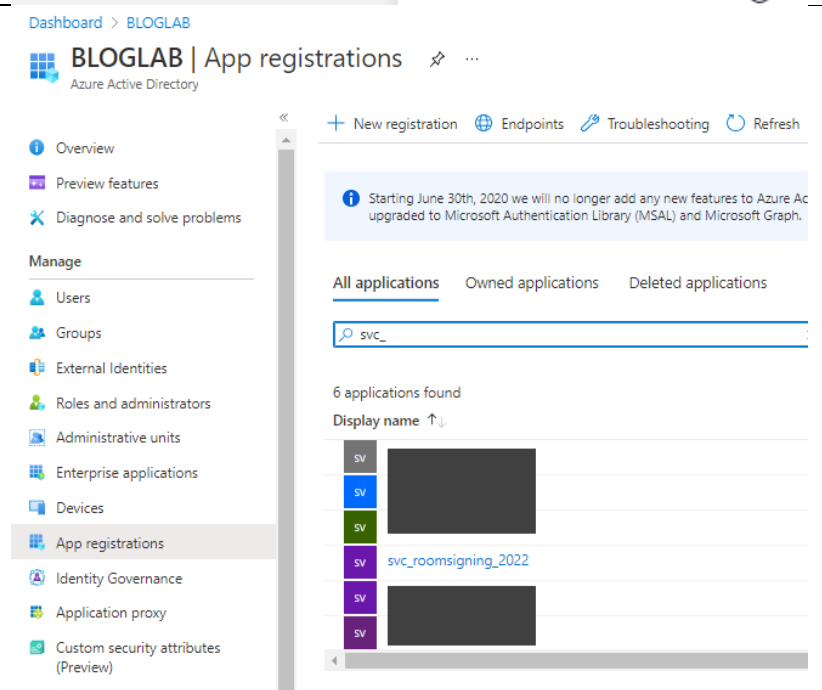 Dashboard > BLOGLAB
BLOGLAB | App registrations
Azure Active Directory
«
Overview
Preview features
Diagnose and solve problems
Manage
Users
Groups
External Identities
Roles and administrators
Administrative units
Enterprise applications
Devices
App registrations
Identity Governance
Application proxy
Custom security attributes
(Preview)
+ New registration Endpoints Troubleshooting Refresh
Starting June 30th, 2020 we will no longer add any new features to Azure Ac
upgraded to Microsoft Authentication Library (MSAL) and Microsoft Graph.
All applications Owned applications Deleted applications
svc_
6 applications found
Display name ↑↓
sv
sv
sv
sv svc_roomsigning_2022
sv
sv